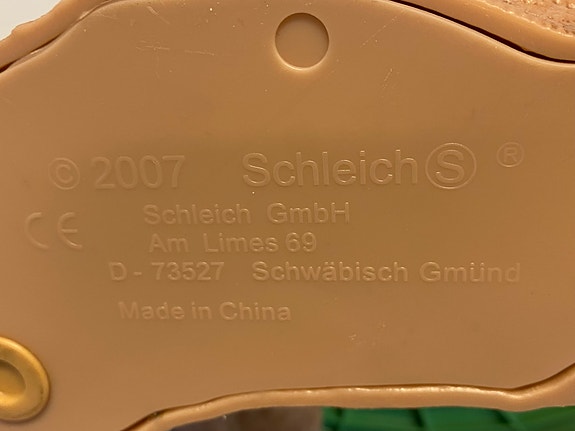 © 2007 Schleich Ⓢ ®
CE Schleich GmbH
Am Limes 69
D - 73527 Schwäbisch Gmünd
Made in China